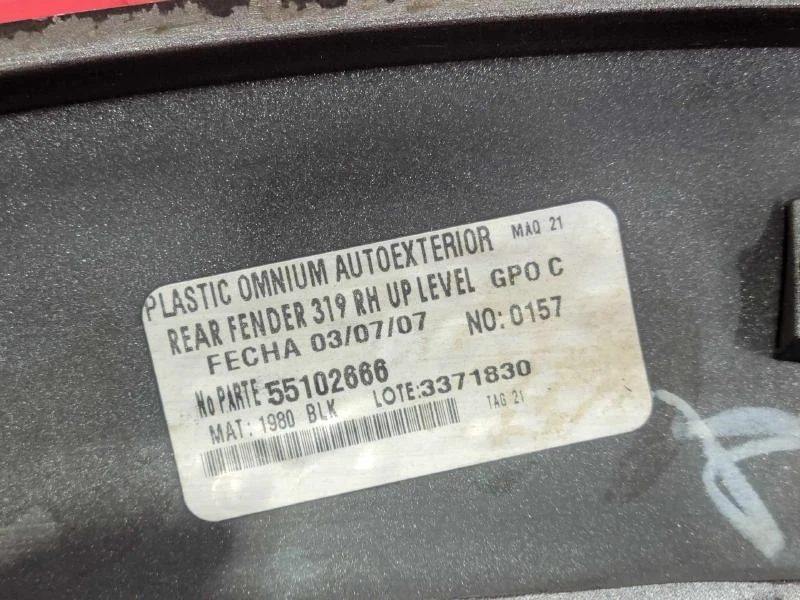 PLASTIC OMNIUM AUTOEXTERIOR MAQ 21
REAR FENDER 319 RH UP LEVEL GPO C
FECHA 03/07/07 NO: 0157
No PARTE 55102666
MAT: 1980 BLK LOTE: 3371830
TAG 21